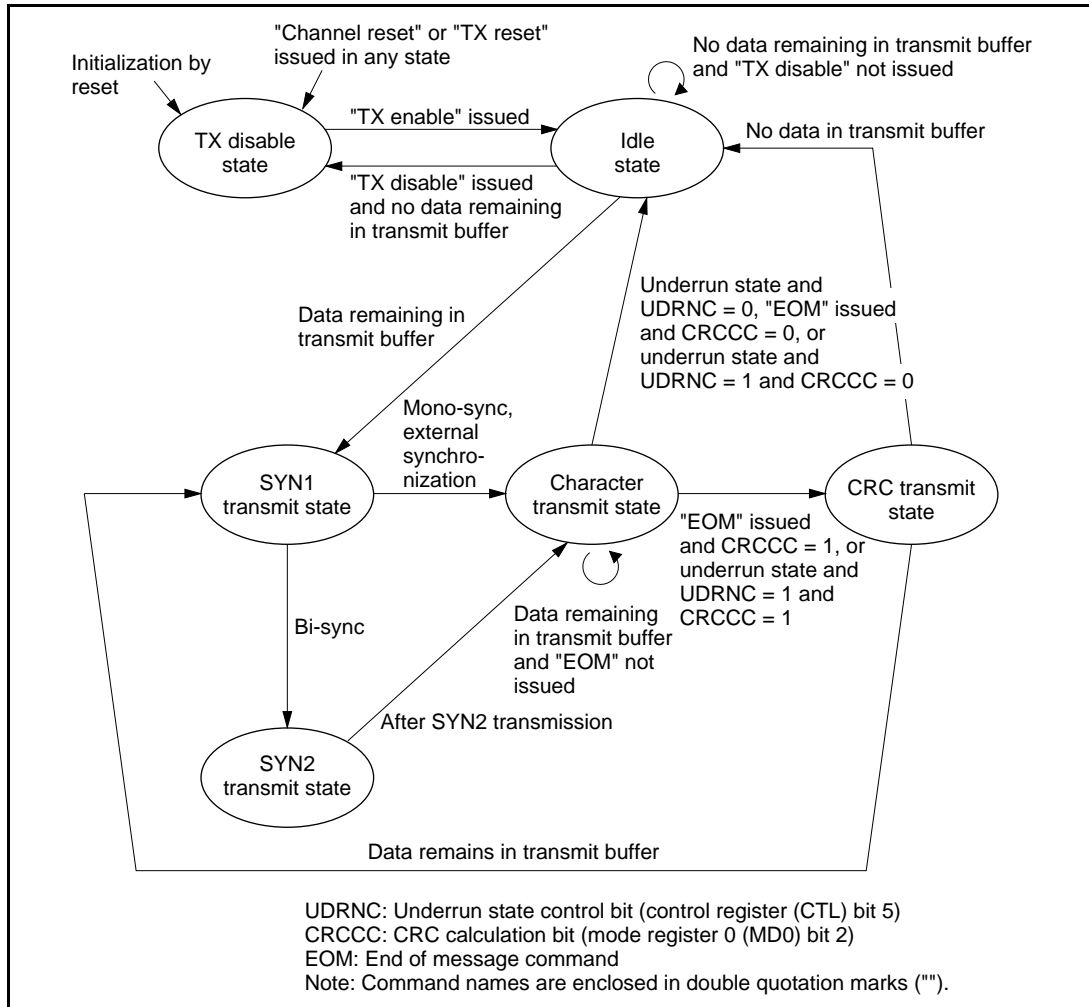 "Channel reset" or "TX reset"
issued in any state
Initialization by
reset
No data remaining in transmit buffer
and "TX disable" not issued
TX disable
state
"TX enable" issued
Idle
state
No data in transmit buffer
"TX disable" issued
and no data remaining
in transmit buffer
Data remaining in
transmit buffer
Underrun state and
UDRNC = 0, "EOM" issued
and CRCCC = 0, or
underrun state and
UDRNC = 1 and CRCCC = 0
Mono-sync,
external
synchro-
nization
SYN1
transmit state
Character
transmit state
CRC transmit
state
"EOM" issued
and CRCCC = 1, or
underrun state and
UDRNC = 1 and
CRCCC = 1
Bi-sync
Data remaining
in transmit buffer
and "EOM" not
issued
After SYN2 transmission
SYN2
transmit state
Data remains in transmit buffer
UDRNC: Underrun state control bit (control register (CTL) bit 5)
CRCCC: CRC calculation bit (mode register 0 (MD0) bit 2)
EOM: End of message command
Note: Command names are enclosed in double quotation marks ("").